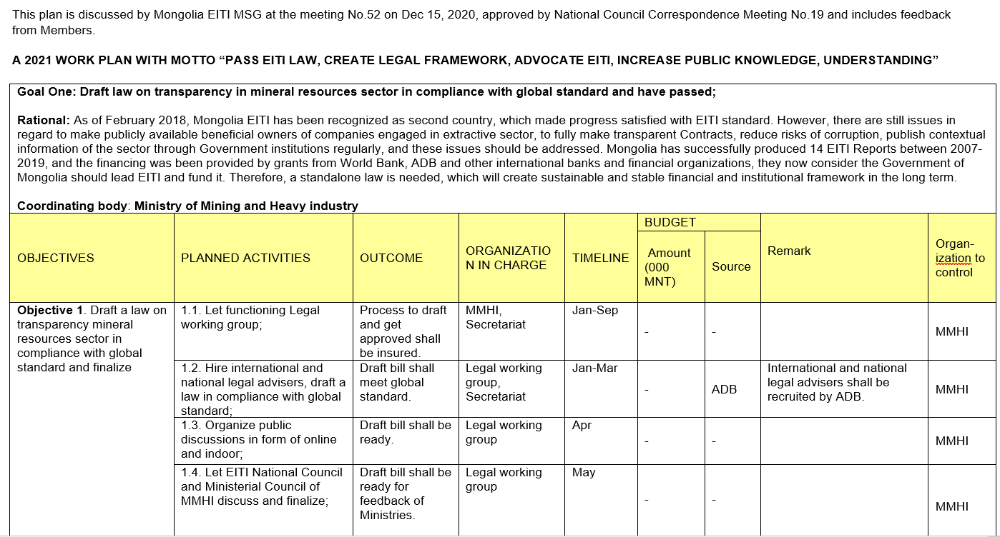 This plan is discussed by Mongolia EITI MSG at the meeting No.52 on Dec 15, 2020, approved by National Council Correspondence Meeting No.19 and includes feedback
from Members.
A 2021 WORK PLAN WITH MOTTO “PASS EITI LAW, CREATE LEGAL FRAMEWORK, ADVOCATE EITI, INCREASE PUBLIC KNOWLEDGE, UNDERSTANDING”
Goal One: Draft law on transparency in mineral resources sector in compliance with global standard and have passed;
Rational: As of February 2018, Mongolia EITI has been recognized as second country, which made progress satisfied with EITI standard. However, there are still issues in
regard to make publicly available beneficial owners of companies engaged in extractive sector, to fully make transparent Contracts, reduce risks of corruption, publish contextual
information of the sector through Government institutions regularly, and these issues should be addressed. Mongolia has successfully produced 14 EITI Reports between 2007-
2019, and the financing was been provided by grants from World Bank, ADB and other international banks and financial organizations, they now consider the Government of
Mongolia should lead EITI and fund it. Therefore, a standalone law is needed, which will create sustainable and stable financial and institutional framework in the long term.
Coordinating body: Ministry of Mining and Heavy industry
OBJECTIVES
PLANNED ACTIVITIES
OUTCOME
ORGANIZATIO
N IN CHARGE
TIMELINE
BUDGET
Amount
(000
MNT)
Source
Remark
Organ-
ization to
control
Objective 1. Draft a law on
transparency mineral
resources sector in
compliance with global
standard and finalize
1.1. Let functioning Legal
working group;
Process to draft
and get
approved shall
be insured.
MMHI,
Secretariat
Jan-Sep
-
-
MMHI
1.2. Hire international and
national legal advisers, draft a
law in compliance with global
standard;
Draft bill shall
meet global
standard.
Legal working
group,
Secretariat
Jan-Mar
-
ADB
International and national
legal advisers shall be
recruited by ADB.
MMHI
1.3. Organize public
discussions in form of online
and indoor;
Draft bill shall be
ready.
Legal working
group
Apr
-
-
MMHI
1.4. Let EITI National Council
and Ministerial Council of
MMHI discuss and finalize;
Draft bill shall be
ready for
feedback of
Ministries.
Legal working
group
May
-
-
MMHI